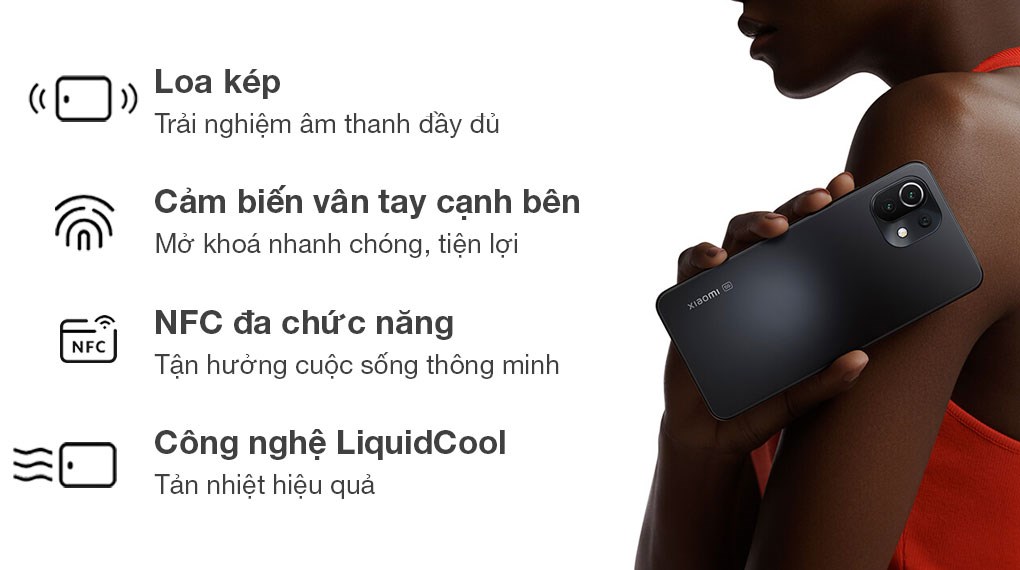 Loa kép
Trải nghiệm âm thanh đầy đủ
Cảm biến vân tay cạnh bên
Mở khoá nhanh chóng, tiện lợi
NFC
NFC đa chức năng
Tận hưởng cuộc sống thông minh
Công nghệ LiquidCool
Tản nhiệt hiệu quả
xiaomi 5G